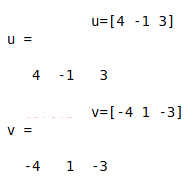 u=[4 -1 3]
u =
4 -1 3
v=[-4 1 -3]
v =
-4 1 -3